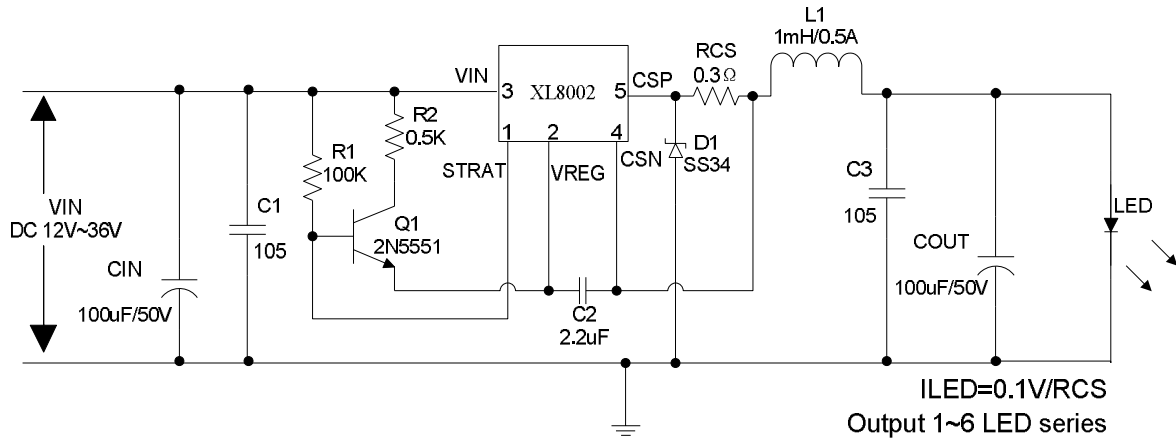 L1
1mH/0.5A
RCS
0.3Ω
VIN
3
XL8002
5
CSP
1
2
4
R2
0.5K
R1
100K
STRAT
VREG
CSN
D1
SS34
VIN
DC 12V~36V
C1
105
Q1
2N5551
C3
105
LED
CIN
100uF/50V
COUT
100uF/50V
C2
2.2uF
ILED=0.1V/RCS
Output 1~6 LED series